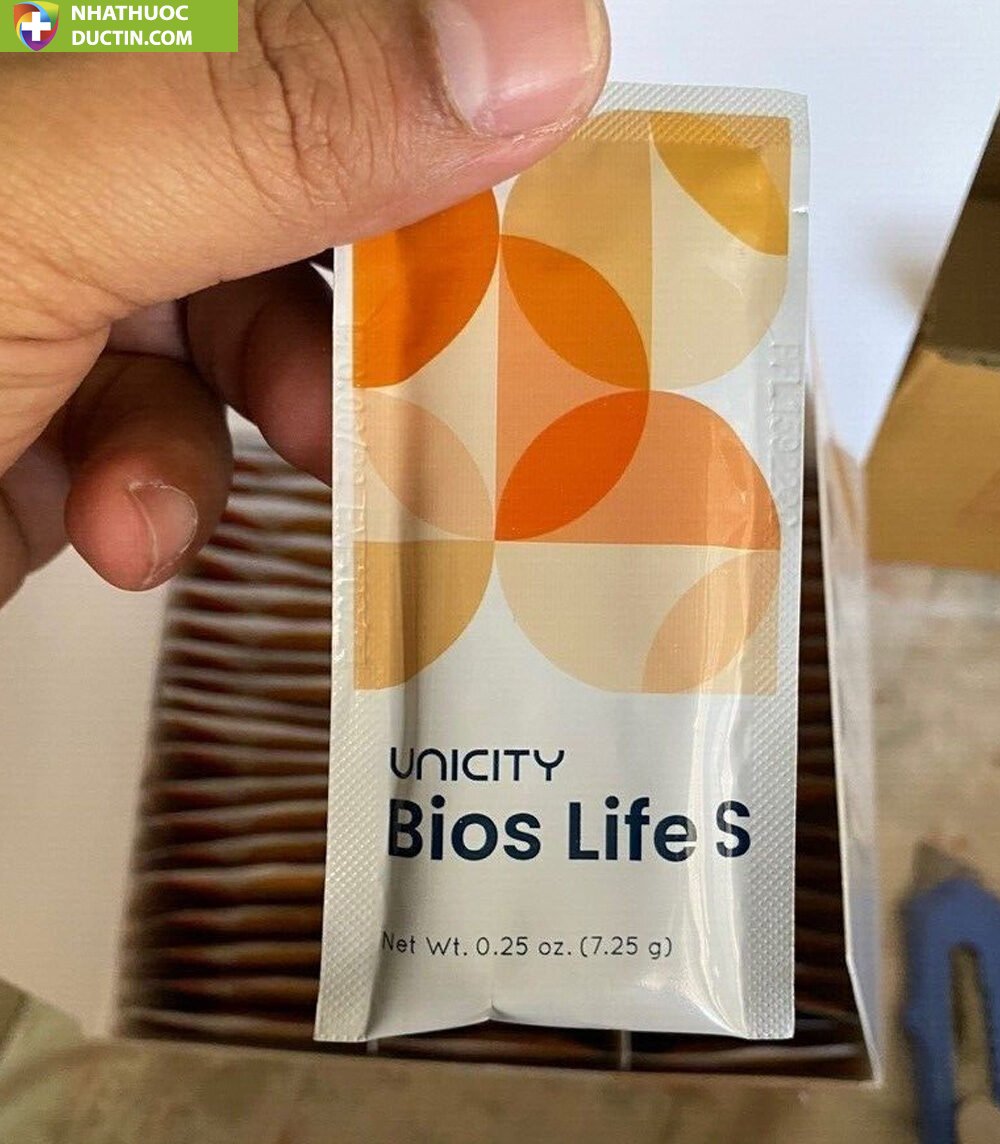 NHATHUOC
DUCTIN.COM
UNICITY
Bios Life S
Net Wt. 0.25 oz. (7.25 g)